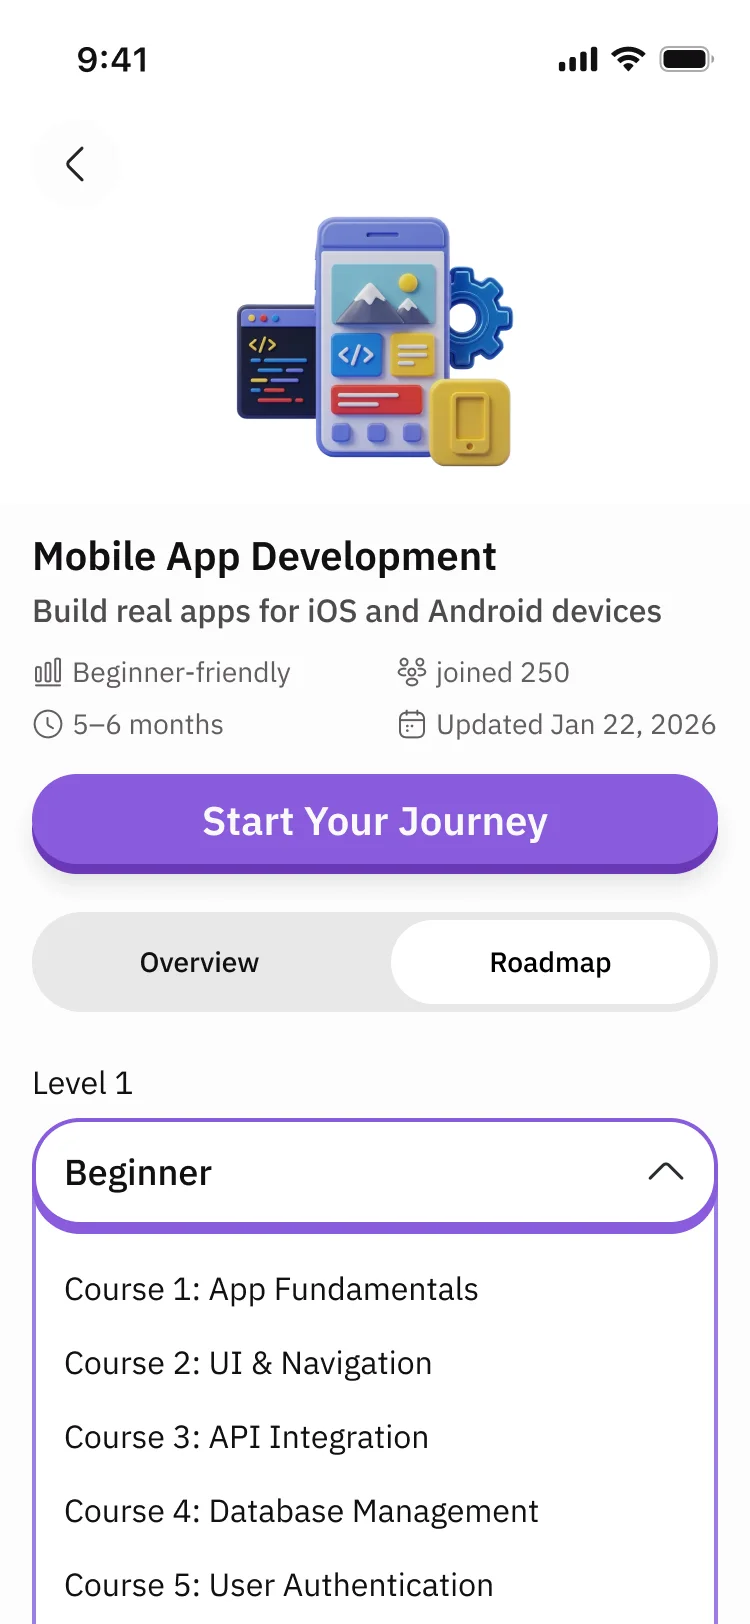 9:41
</>
</>
Mobile App Development
Build real apps for iOS and Android devices
Beginner-friendly
joined 250
5–6 months
Updated Jan 22, 2026
Start Your Journey
Overview
Roadmap
Level 1
Beginner
Course 1: App Fundamentals
Course 2: UI & Navigation
Course 3: API Integration
Course 4: Database Management
Course 5: User Authentication